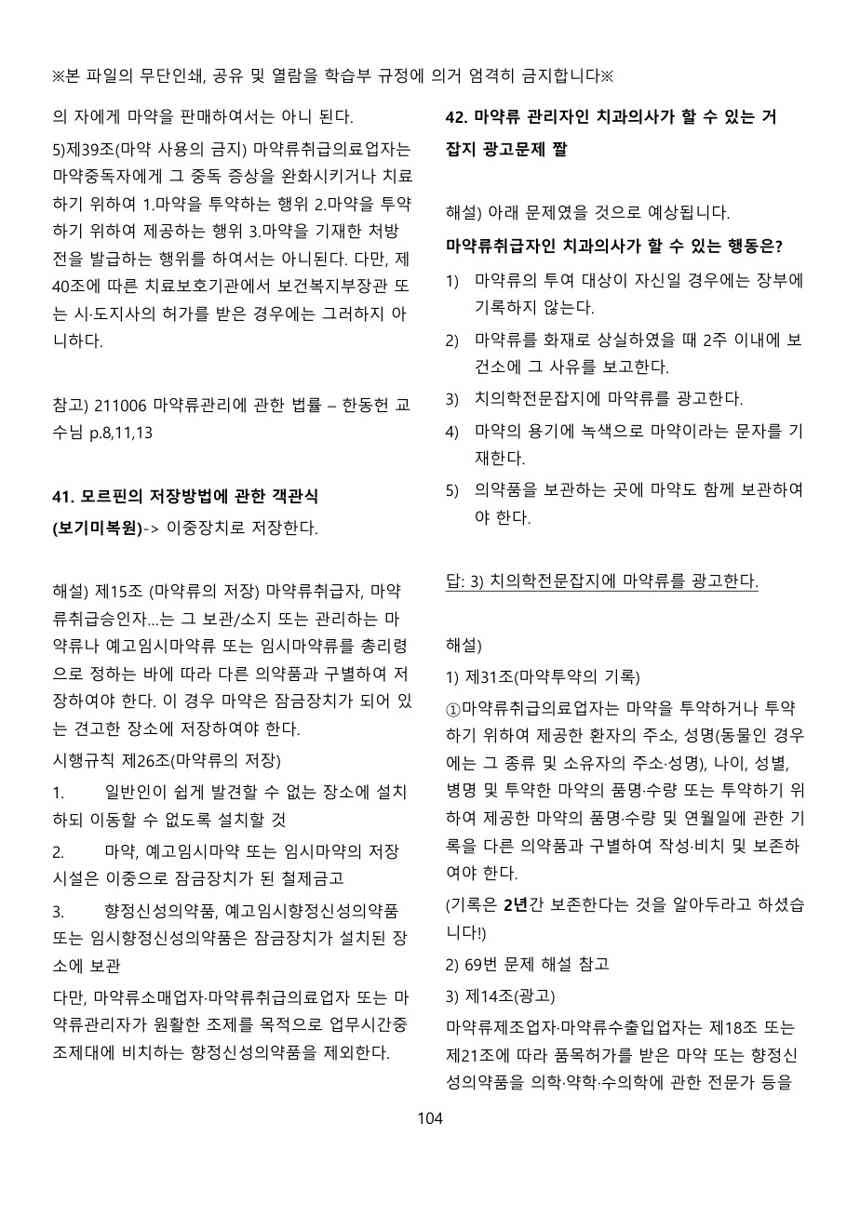 ※본 파일의 무단인쇄, 공유 및 열람을 학습부 규정에 의거 엄격히 금지합니다※
의 자에게 마약을 판매하여서는 아니 된다.
5)제39조(마약 사용의 금지) 마약류취급의료업자는
마약중독자에게 그 중독 증상을 완화시키거나 치료
하기 위하여 1.마약을 투약하는 행위 2.마약을 투약
하기 위하여 제공하는 행위 3.마약을 기재한 처방
전을 발급하는 행위를 하여서는 아니된다. 다만, 제
40조에 따른 치료보호기관에서 보건복지부장관 또
는 시·도지사의 허가를 받은 경우에는 그러하지 아
니하다.
참고) 211006 마약류관리에 관한 법률 – 한동헌 교
수님 p.8,11,13
41. 모르핀의 저장방법에 관한 객관식
(보기미복원)-> 이중장치로 저장한다.
해설) 제15조 (마약류의 저장) 마약류취급자, 마약
류취급승인자...는 그 보관/소지 또는 관리하는 마
약류나 예고임시마약류 또는 임시마약류를 총리령
으로 정하는 바에 따라 다른 의약품과 구별하여 저
장하여야 한다. 이 경우 마약은 잠금장치가 되어 있
는 견고한 장소에 저장하여야 한다.
시행규칙 제26조(마약류의 저장)
1. 일반인이 쉽게 발견할 수 없는 장소에 설치
하되 이동할 수 없도록 설치할 것
2. 마약, 예고임시마약 또는 임시마약의 저장
시설은 이중으로 잠금장치가 된 철제금고
3. 향정신성의약품, 예고임시향정신성의약품
또는 임시향정신성의약품은 잠금장치가 설치된 장
소에 보관
다만, 마약류소매업자·마약류취급의료업자 또는 마
약류관리자가 원활한 조제를 목적으로 업무시간중
조제대에 비치하는 향정신성의약품을 제외한다.
42. 마약류 관리자인 치과의사가 할 수 있는 거
잡지 광고문제 짤
해설) 아래 문제였을 것으로 예상됩니다.
마약류취급자인 치과의사가 할 수 있는 행동은?
1) 마약류의 투여 대상이 자신일 경우에는 장부에
기록하지 않는다.
2) 마약류를 화재로 상실하였을 때 2주 이내에 보
건소에 그 사유를 보고한다.
3) 치의학전문잡지에 마약류를 광고한다.
4) 마약의 용기에 녹색으로 마약이라는 문자를 기
재한다.
5) 의약품을 보관하는 곳에 마약도 함께 보관하여
야 한다.
답: 3) 치의학전문잡지에 마약류를 광고한다.
해설)
1) 제31조(마약투약의 기록)
①마약류취급의료업자는 마약을 투약하거나 투약
하기 위하여 제공한 환자의 주소, 성명(동물인 경우
에는 그 종류 및 소유자의 주소·성명), 나이, 성별,
병명 및 투약한 마약의 품명·수량 또는 투약하기 위
하여 제공한 마약의 품명·수량 및 연월일에 관한 기
록을 다른 의약품과 구별하여 작성·비치 및 보존하
여야 한다.
(기록은 2년간 보존한다는 것을 알아두라고 하셨습
니다!)
2) 69번 문제 해설 참고
3) 제14조(광고)
마약류제조업자·마약류수출입업자는 제18조 또는
제21조에 따라 품목허가를 받은 마약 또는 향정신
성의약품을 의학·약학·수의학에 관한 전문가 등을
104